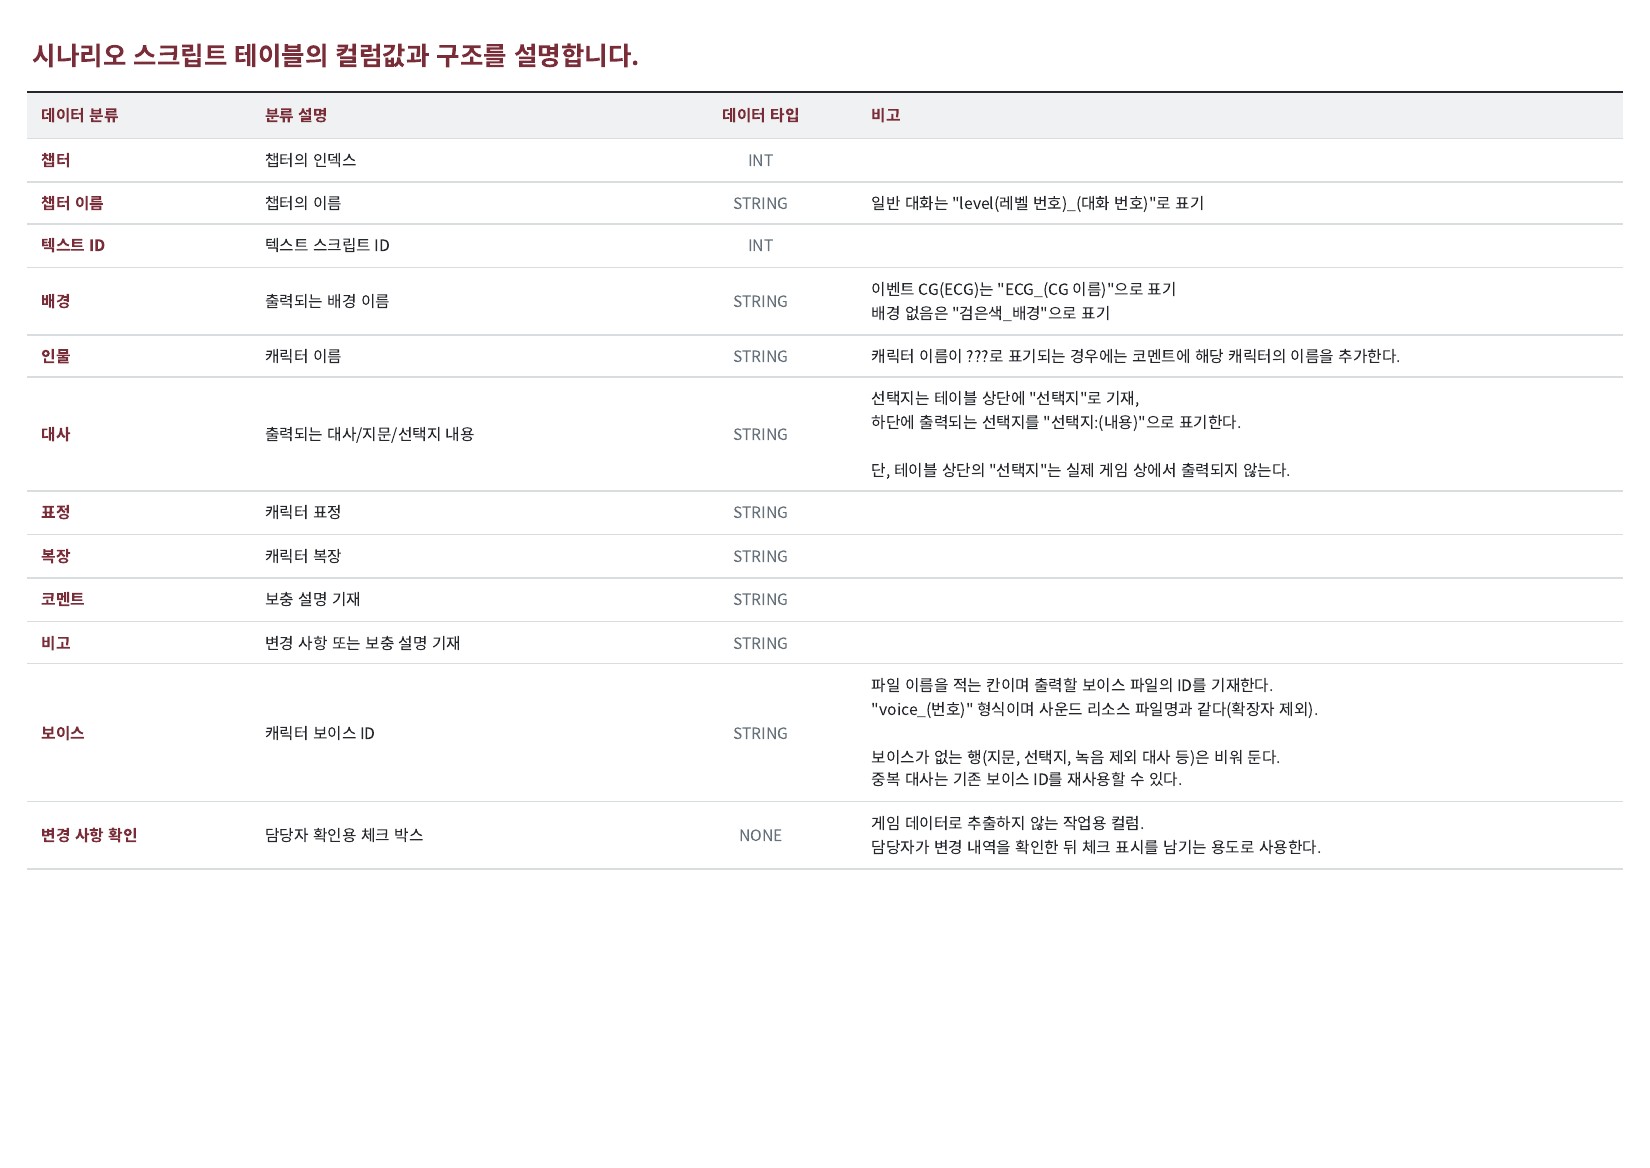 시나리오 스크립트 테이블의 컬럼값과 구조를 설명합니다.
데이터 분류 분류 설명 데이터 타입 비고
챕터 챕터의 인덱스 INT
챕터 이름 챕터의 이름 STRING 일반 대화는 "level(레벨 번호)_(대화 번호)"로 표기
텍스트 ID 텍스트 스크립트 ID INT
배경 출력되는 배경 이름 STRING 이벤트 CG(ECG)는 "ECG_(CG 이름)"으로 표기
배경 없음은 "검은색_배경"으로 표기
인물 캐릭터 이름 STRING 캐릭터 이름이 ???로 표기되는 경우에는 코멘트에 해당 캐릭터의 이름을 추가한다.
대사 출력되는 대사/지문/선택지 내용 STRING 선택지는 테이블 상단에 "선택지"로 기재,
하단에 출력되는 선택지를 "선택지:(내용)"으로 표기한다.
단, 테이블 상단의 "선택지"는 실제 게임 상에서 출력되지 않는다.
표정 캐릭터 표정 STRING
복장 캐릭터 복장 STRING
코멘트 보충 설명 기재 STRING
비고 변경 사항 또는 보충 설명 기재 STRING
보이스 캐릭터 보이스 ID STRING 파일 이름을 적는 칸이며 출력할 보이스 파일의 ID를 기재한다.
"voice_(번호)" 형식이며 사운드 리소스 파일명과 같다(확장자 제외).
보이스가 없는 행(지문, 선택지, 녹음 제외 대사 등)은 비워 둔다.
중복 대사는 기존 보이스 ID를 재사용할 수 있다.
변경 사항 확인 담당자 확인용 체크 박스 NONE 게임 데이터로 추출하지 않는 작업용 컬럼.
담당자가 변경 내역을 확인한 뒤 체크 표시를 남기는 용도로 사용한다.